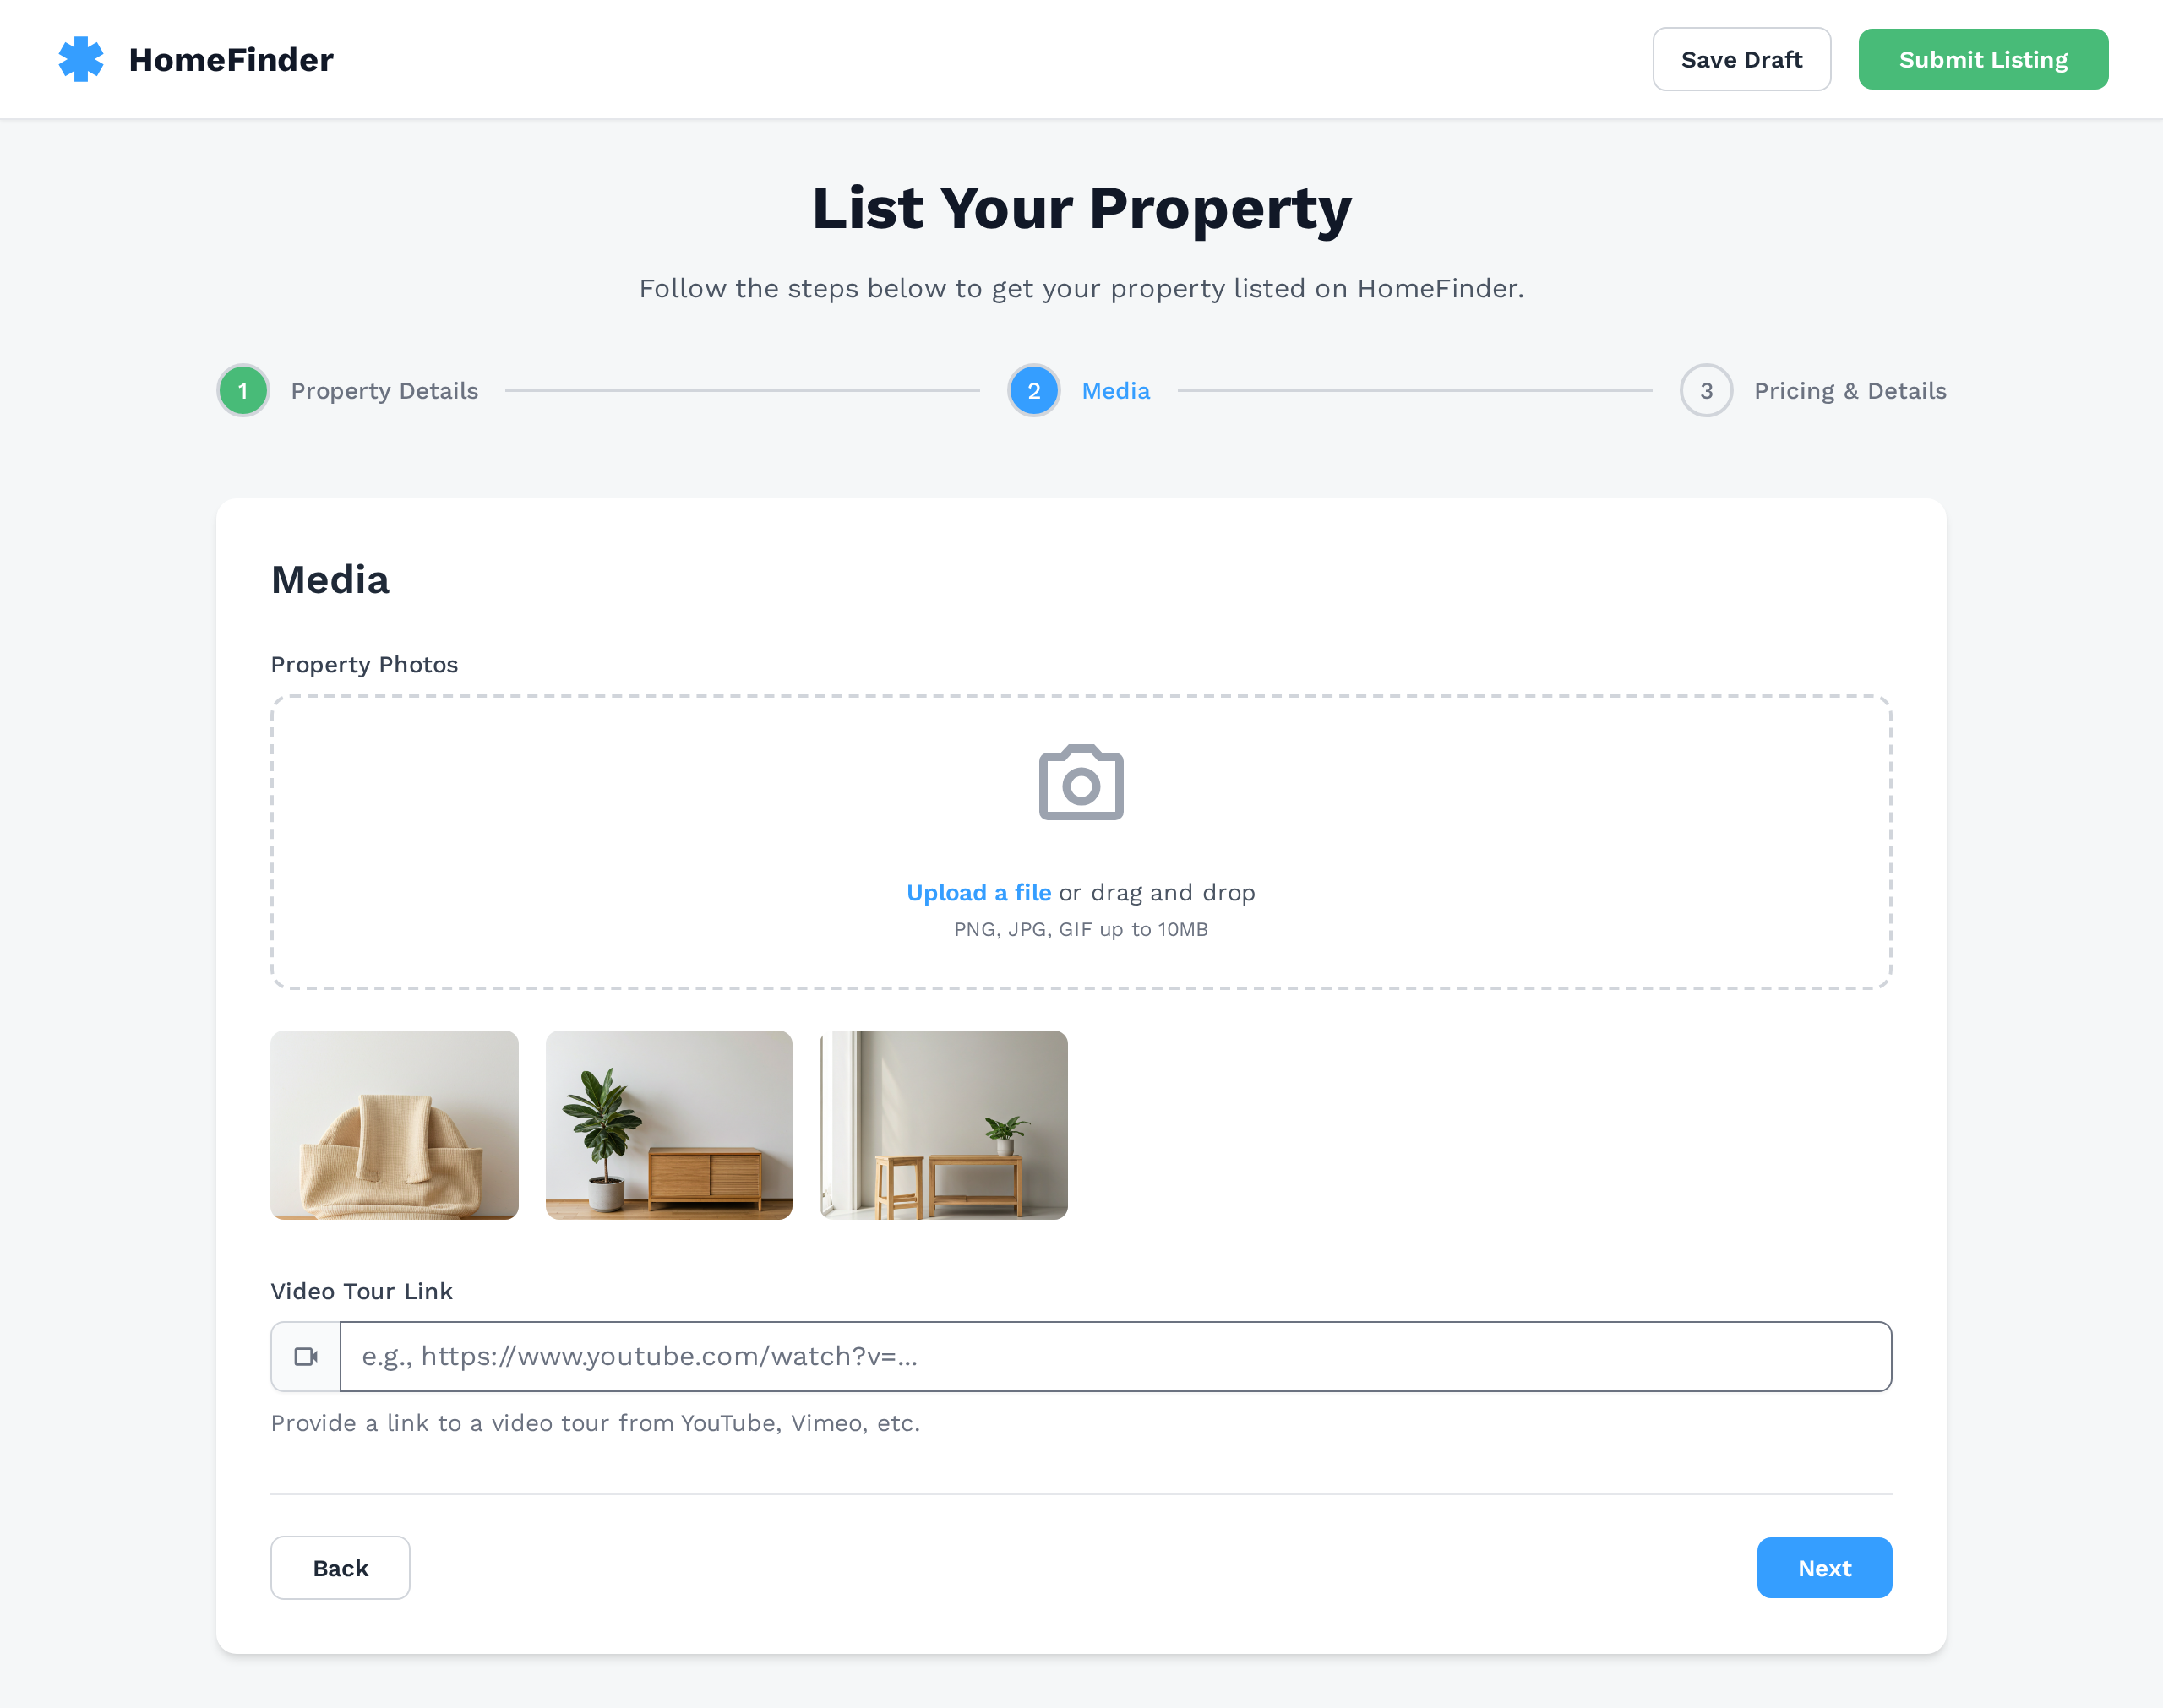 HomeFinder
Save Draft
Submit Listing
List Your Property
Follow the steps below to get your property listed on HomeFinder.
1 Property Details
2 Media
3 Pricing & Details
Media
Property Photos
Upload a file or drag and drop
PNG, JPG, GIF up to 10MB
Video Tour Link
e.g., https://www.youtube.com/watch?v=...
Provide a link to a video tour from YouTube, Vimeo, etc.
Back
Next